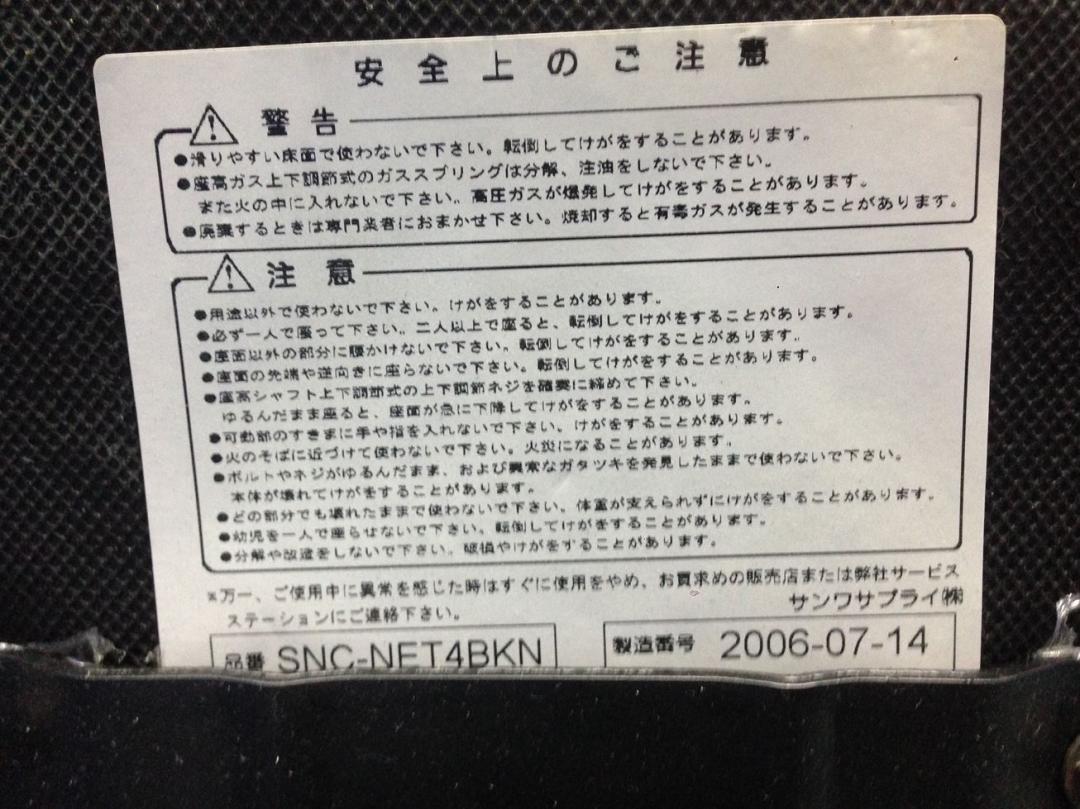 安全上のご注意
警告
●滑りやすい床面で使わないで下さい。転倒してけがをすることがあります。
●座高ガス上下調節式のガススプリングは分解、注油をしないで下さい。
また火の中に入れないで下さい。高圧ガスが爆発してけがをすることがあります。
●廃棄するときは専門業者におまかせ下さい。焼却すると有毒ガスが発生することがあります。
注意
●用途以外で使わないで下さい。けがをすることがあります。
●必ず一人で座って下さい。二人以上で座ると、転倒してけがをすることがあります。
●座面以外の部分に腰かけないで下さい。転倒してけがをすることがあります。
●座面の先端や逆向きに座らないで下さい。転倒してけがをすることがあります。
●座高シャフト上下調節式の上下調節ネジを確実に締めて下さい。
ゆるんだまま座ると、座面が急に下降してけがをすることがあります。
●可動部のすきまに手や指を入れないで下さい。けがをすることがあります。
●火のそばに近づけて使わないで下さい。火災になることがあります。
●ボルトやネジがゆるんだまま、および異常なガタツキを発見したままで使わないで下さい。
本体が壊れてけがをすることがあります。
●どの部分でも壊れたままで使わないで下さい。体重が支えられずにけがをすることがあります。
●幼児を一人で座らせないで下さい。転倒してけがをすることがあります。
●分解や改造をしないで下さい。破損やけがをすることがあります。
※万一、ご使用中に異常を感じた時はすぐに使用をやめ、お買求めの販売店または弊社サービス
ステーションにご連絡下さい。
サンワサプライ㈱
品番 SNC-NET4BKN
製造番号 2006-07-14